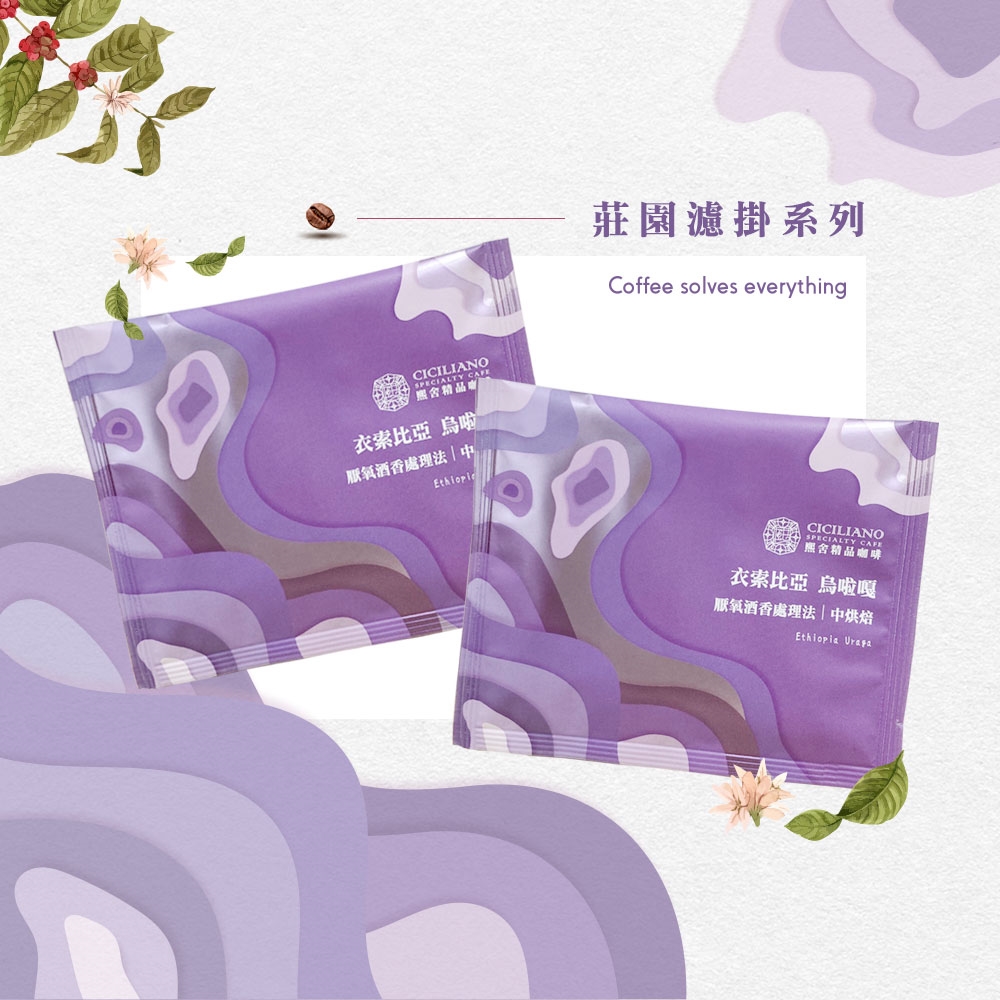 莊園濾掛系列
Coffee solves everything
CICILIANO
SPECIALTY CAFE
熙舍精品咖
衣索比亞 烏啦
厭氧酒香處理法｜中
Ethiopia
CICILIANO
SPECIALTY CAFE
熙舍精品咖啡
衣索比亞 烏啦嘎
厭氧酒香處理法｜中烘焙
Ethiopia Uraga